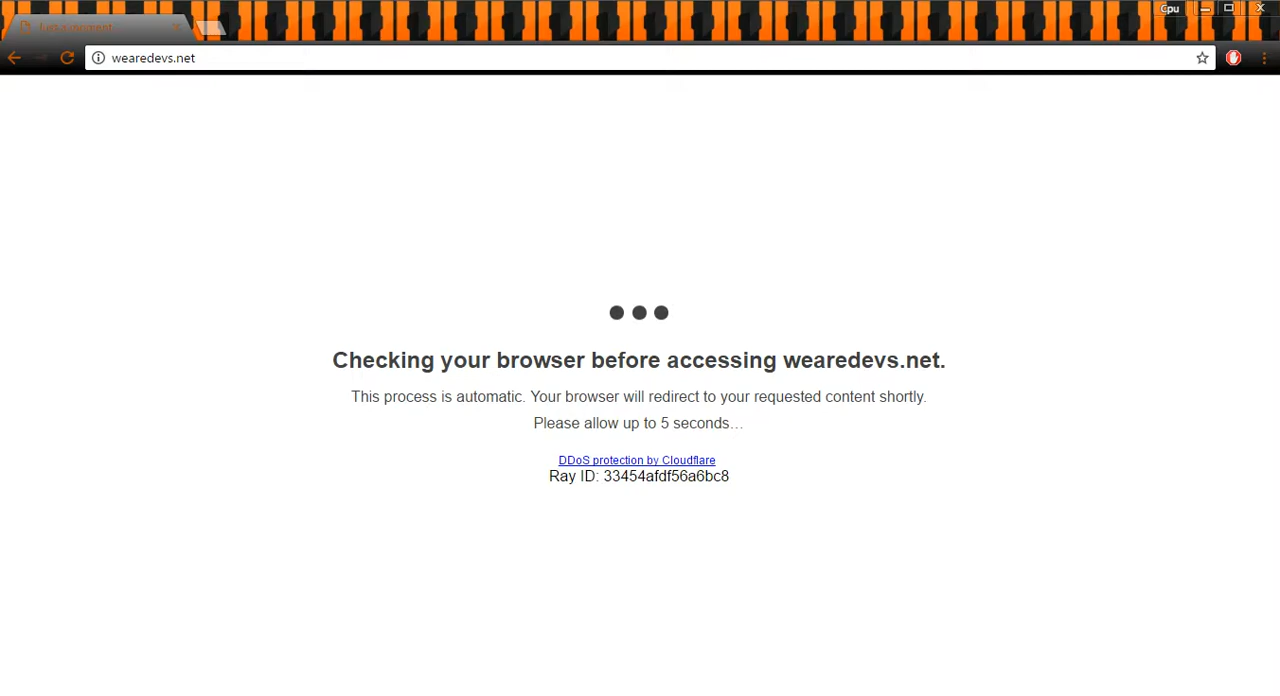 Cpu
wearedevs.net
Checking your browser before accessing wearedevs.net.
This process is automatic. Your browser will redirect to your requested content shortly.
Please allow up to 5 seconds…
DDoS protection by Cloudflare
Ray ID: 33454afdf56a6bc8